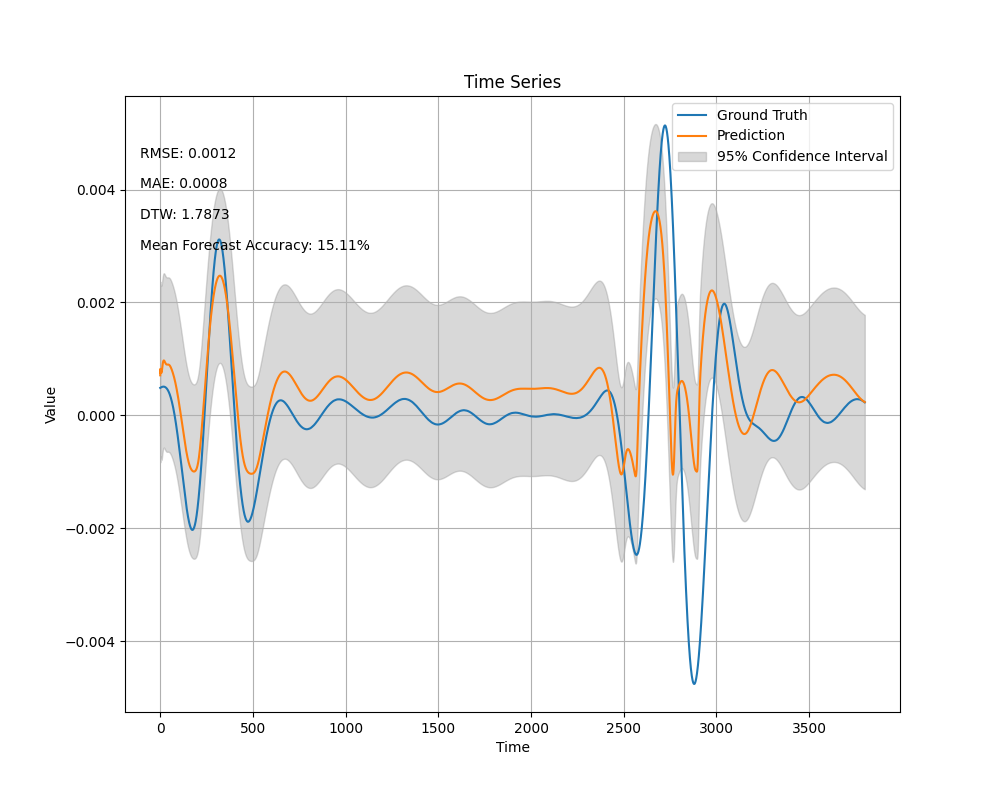 Time Series
Ground Truth
Prediction
95% Confidence Interval
RMSE: 0.0012
MAE: 0.0008
DTW: 1.7873
Mean Forecast Accuracy: 15.11%
Value
0.004
0.002
0.000
−0.002
−0.004
0 500 1000 1500 2000 2500 3000 3500
Time